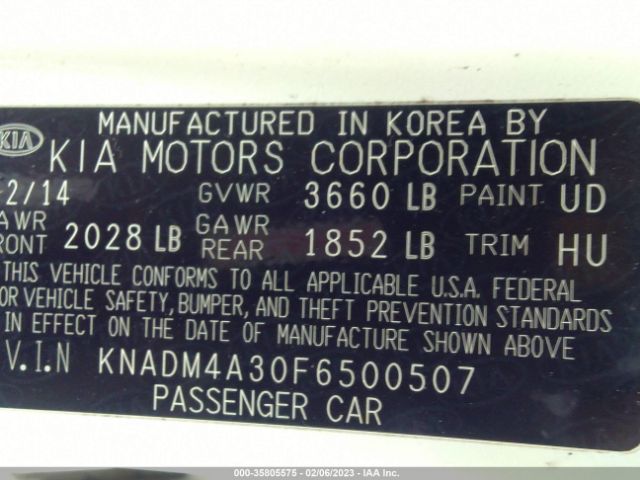 MANUFACTURED IN KOREA BY
KIA KIA MOTORS CORPORATION
2/14 GVWR 3660 LB PAINT UD
AWR FRONT 2028 LB GAWR REAR 1852 LB TRIM HU
THIS VEHICLE CONFORMS TO ALL APPLICABLE U.S.A. FEDERAL
OR VEHICLE SAFETY, BUMPER, AND THEFT PREVENTION STANDARDS
IN EFFECT ON THE DATE OF MANUFACTURE SHOWN ABOVE
V.I.N KNADM4A30F6500507
PASSENGER CAR
000-35805575 - 02/06/2023 - IAA Inc.